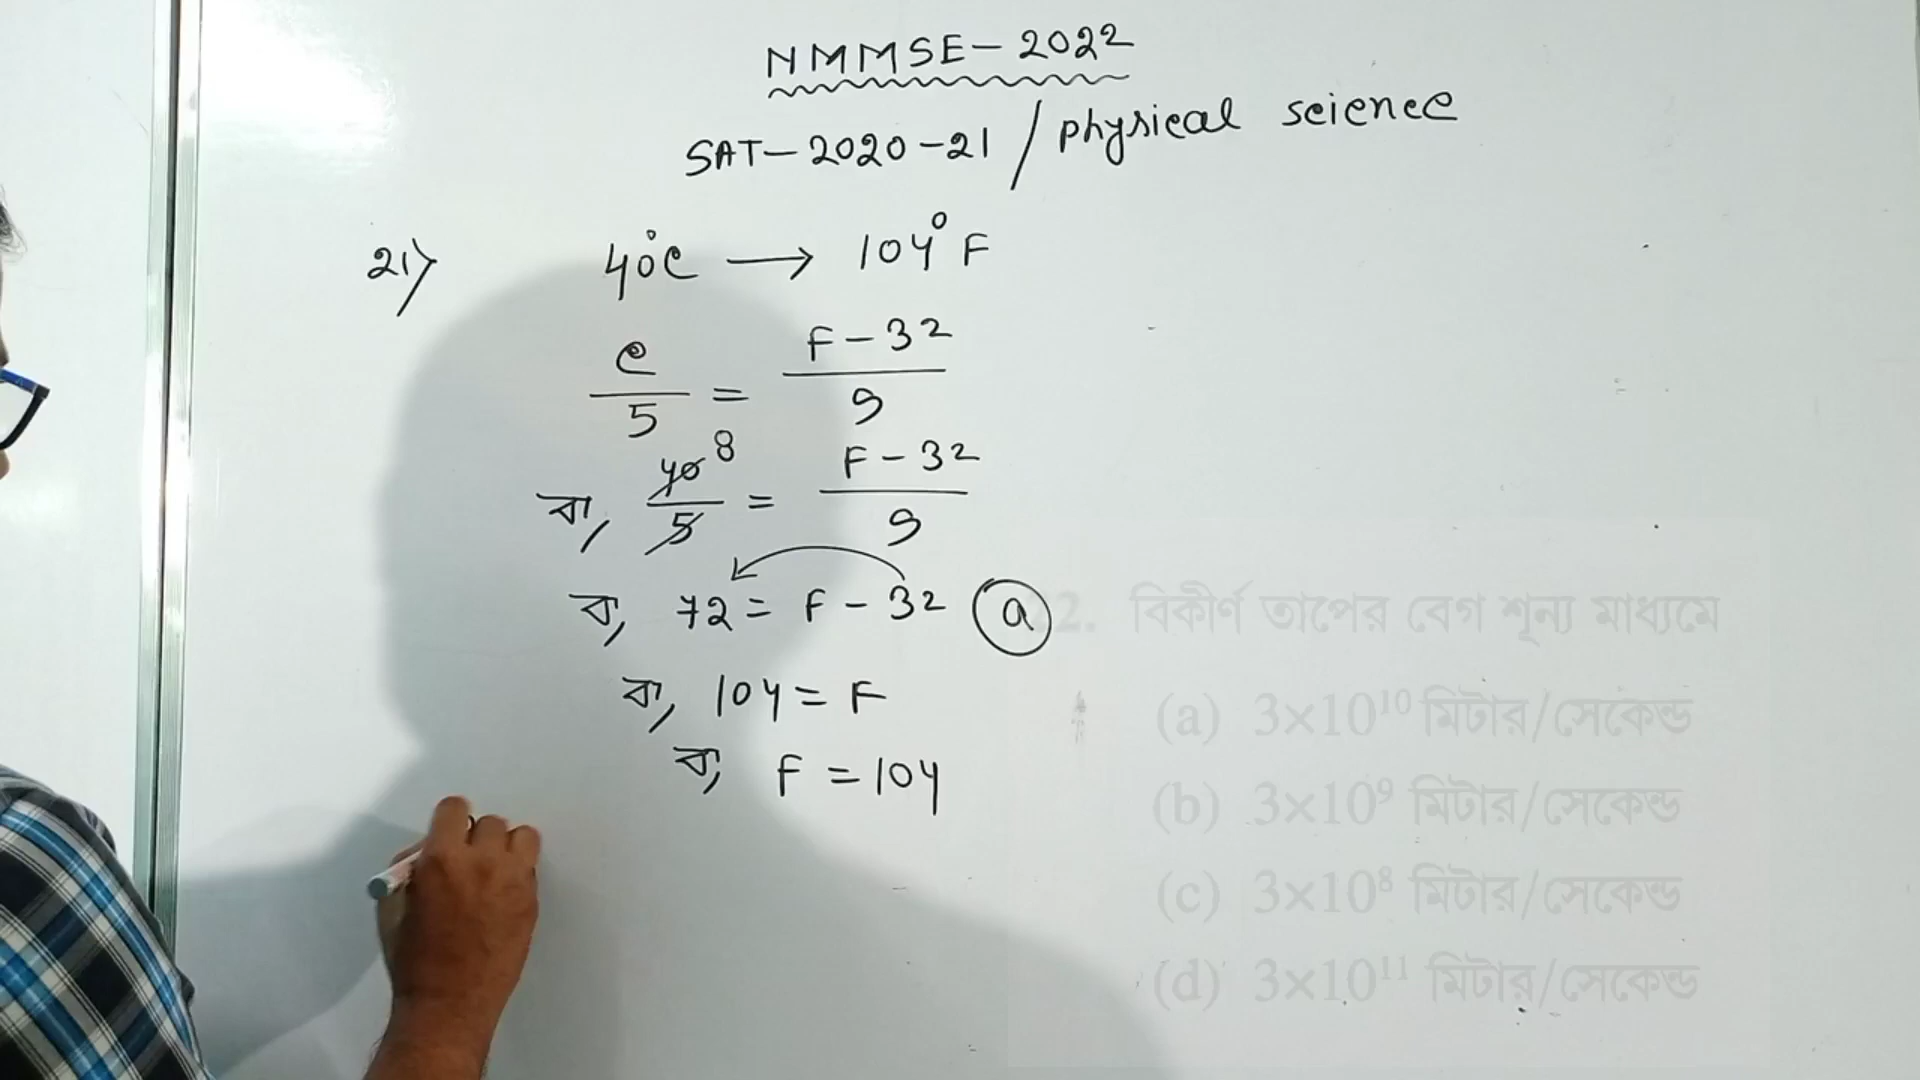 NMMSE-2022
SAT-2020-21 / physical science
21) 40°C → 104° F
C/5 = F-32/9
বা, 40/5 8 = F-32/9
বা, 72 = F - 32 (a)
বা, 104 = F
বা, F = 104
2. বিকীর্ণ তাপের বেগ শূন্য মাধ্যমে
(a) 3×10¹⁰ মিটার/সেকেন্ড
(b) 3×10⁹ মিটার/সেকেন্ড
(c) 3×10⁸ মিটার/সেকেন্ড
(d) 3×10¹¹ মিটার/সেকেন্ড